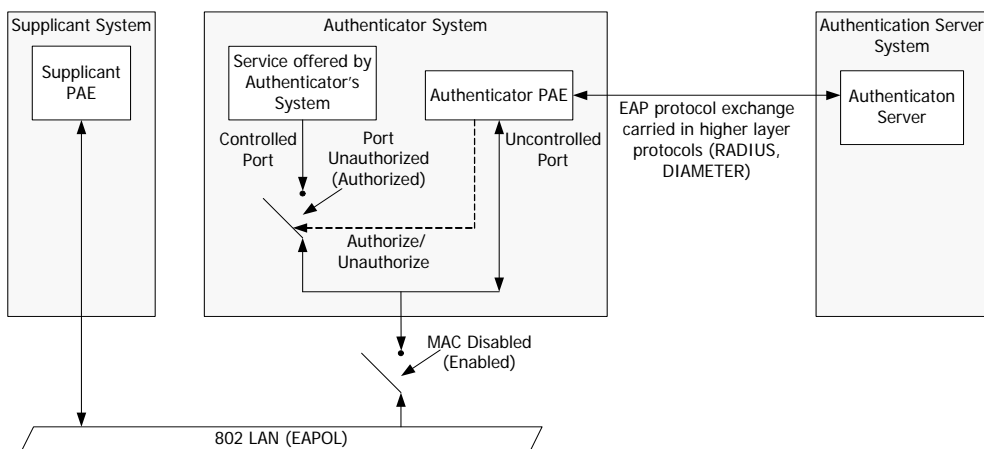 Supplicant System
Supplicant
PAE
Authenticator System
Service offered by
Authenticator's
System
Authenticator PAE
Controlled
Port
Port
Unauthorized
(Authorized)
Uncontrolled
Port
Authorize/
Unauthorize
EAP protocol exchange
carried in higher layer
protocols (RADIUS,
DIAMETER)
Authentication Server
System
Authenticaton
Server
MAC Disabled
(Enabled)
802 LAN (EAPOL)